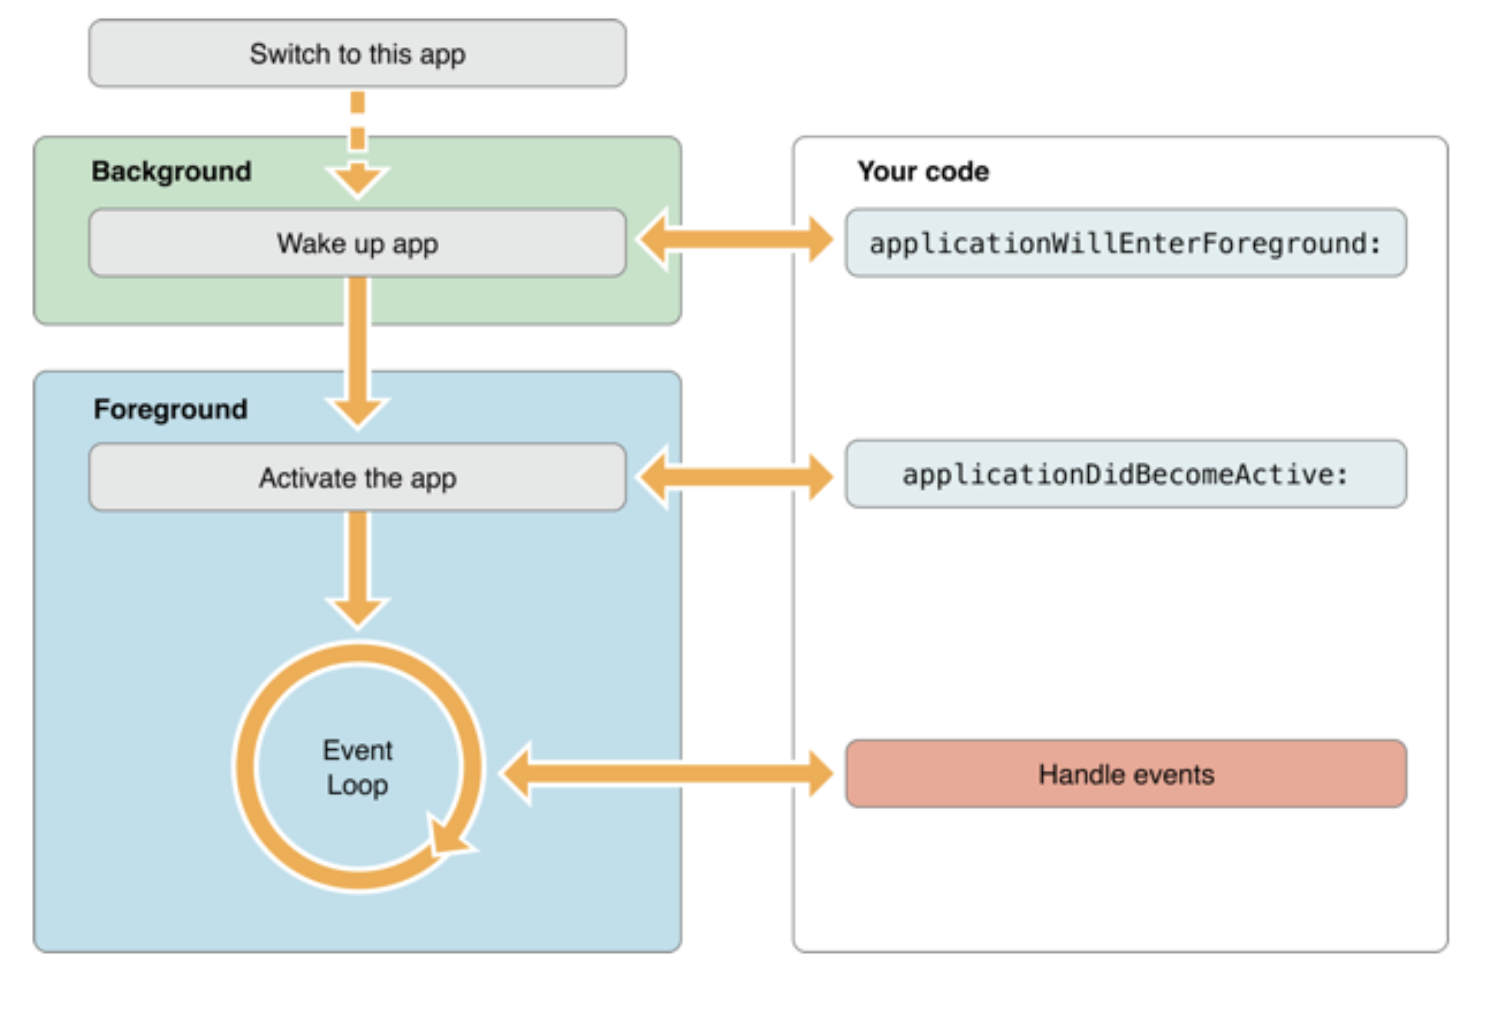 Switch to this app
Background
Wake up app
Foreground
Activate the app
Event
Loop
Your code
applicationWillEnterForeground:
applicationDidBecomeActive:
Handle events